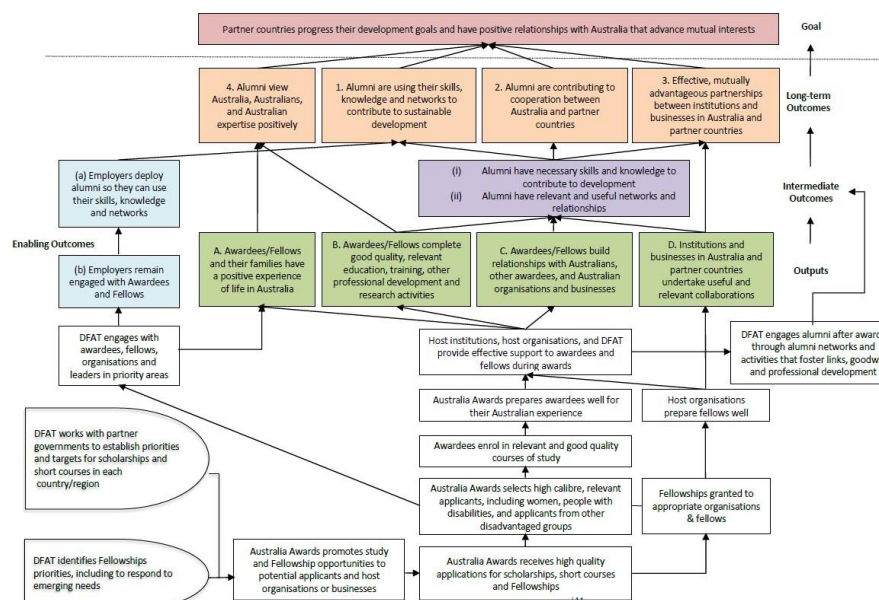 Partner countries progress their development goals and have positive relationships with Australia that advance mutual interests
Goal
4. Alumni view
Australia, Australians,
and Australian
expertise positively
1. Alumni are using their skills,
knowledge and networks to
contribute to sustainable
development
2. Alumni are contributing to
cooperation between
Australia and partner
countries
3. Effective, mutually
advantageous partnerships
between institutions and
businesses in Australia and
partner countries
Long-term
Outcomes
(a) Employers deploy
alumni so they can use
their skills, knowledge
and networks
(i) Alumni have necessary skills and knowledge to
contribute to development
(ii) Alumni have relevant and useful networks and
relationships
Intermediate
Outcomes
Enabling Outcomes
(b) Employers remain
engaged with Awardees
and Fellows
A. Awardees/Fellows
and their families have
a positive experience
of life in Australia
B. Awardees/Fellows complete
good quality, relevant
education, training, other
professional development and
research activities
C. Awardees/Fellows build
relationships with Australians,
other awardees, and Australian
organisations and businesses
D. Institutions and
businesses in Australia and
partner countries
undertake useful and
relevant collaborations
Outputs
DFAT engages with
awardees, fellows,
organisations and
leaders in priority areas
Host institutions, host organisations, and DFAT
provide effective support to awardees and
fellows during awards
DFAT engages alumni after award
through alumni networks and
activities that foster links, goodw
and professional development
Australia Awards prepares awardees well for
their Australian experience
Host organisations
prepare fellows well
DFAT works with partner
governments to establish priorities
and targets for scholarships and
short courses in each
country/region
Awardees enrol in relevant and good quality
courses of study
Australia Awards selects high calibre, relevant
applicants, including women, people with
disabilities, and applicants from other
disadvantaged groups
Fellowships granted to
appropriate organisations
& fellows
DFAT identifies Fellowships
priorities, including to respond to
emerging needs
Australia Awards promotes study
and Fellowship opportunities to
potential applicants and host
organisations or businesses
Australia Awards receives high quality
applications for scholarships, short courses
and Fellowships